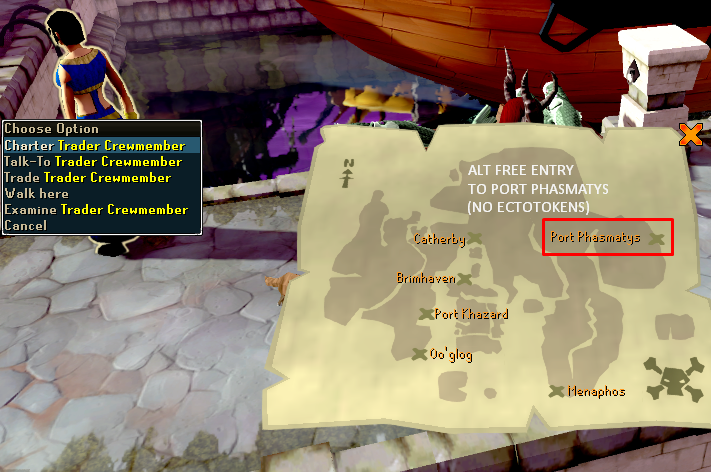 Choose Option
Charter Trader Crewmember
Talk-To Trader Crewmember
Trade Trader Crewmember
Walk here
Examine Trader Crewmember
Cancel
N
ALT FREE ENTRY
TO PORT PHASMATYS
(NO ECTOTOKENS)
Catherby
Port Phasmatys
Brimhaven
Port Khazard
Oo'glog
Menaphos